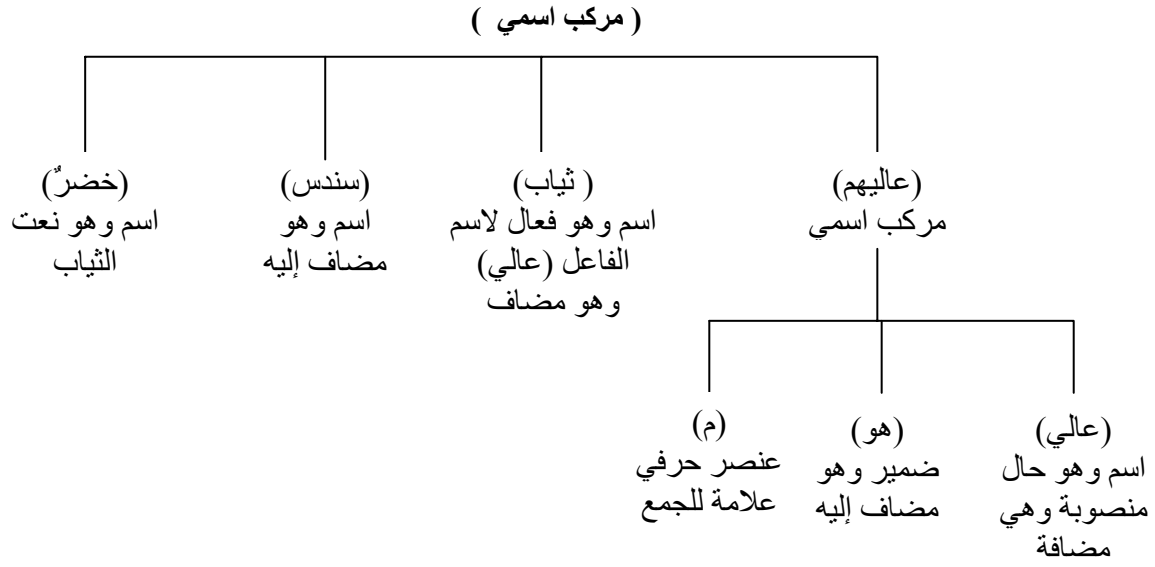 ( مركب اسمي )
(عاليهم)
مركب اسمي
( ثياب)
اسم وهو فعال لاسم
الفاعل (عالي)
وهو مضاف
(سندس)
اسم وهو
مضاف إليه
(خضرٌ)
اسم وهو نعت
الثياب
(عالي)
اسم وهو حال
منصوبة وهي
مضافة
(هو)
ضمير وهو
مضاف إليه
(م)
عنصر حرفي
علامة للجمع